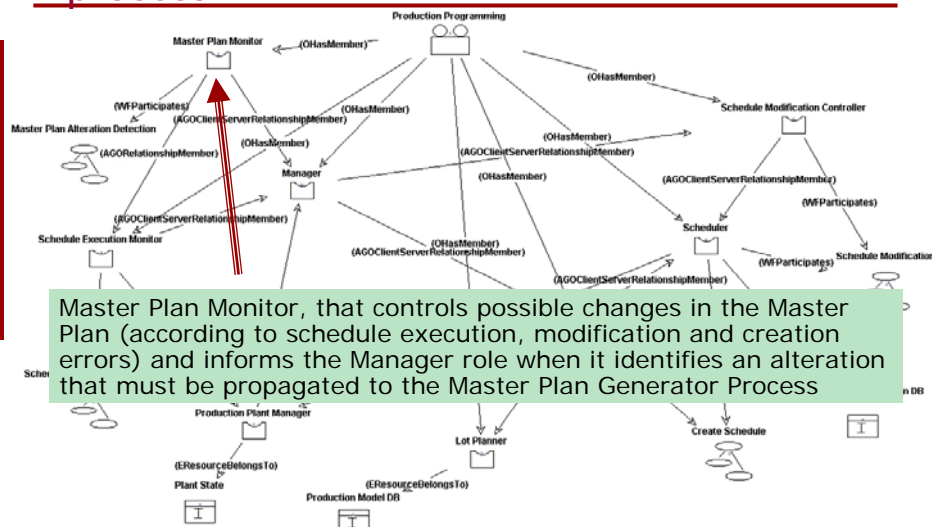 Production Programming
Master Plan Monitor
(OHasMember)
(OHasMember)
(WFParticipates)
(OHasMember)
Schedule Modification Controller
(AGOClientServerRelationshipMember)
Master Plan Alteration Detection
(OHasMember)
(OHasMember)
(AGORelationshipMember)
(AGOClientServerRelationshipMember)
Manager
(OHasMember)
(AGOClientServerRelationshipMember)
(WFParticipates)
(AGOClientServerRelationshipMember)
Scheduler
Schedule Execution Monitor
(OHasMember)
(AGOClientServerRelationshipMember)
(WFParticipates)
Schedule Modification
(AGOClientServerRelationshipMember)
Master Plan Monitor, that controls possible changes in the Master
Plan (according to schedule execution, modification and creation
errors) and informs the Manager role when it identifies an alteration
that must be propagated to the Master Plan Generator Process
Production Plant Manager
DB
Lot Planner
Create Schedule
(EResourceBelongsTo)
Plant State
(EResourceBelongsTo)
Production Model DB